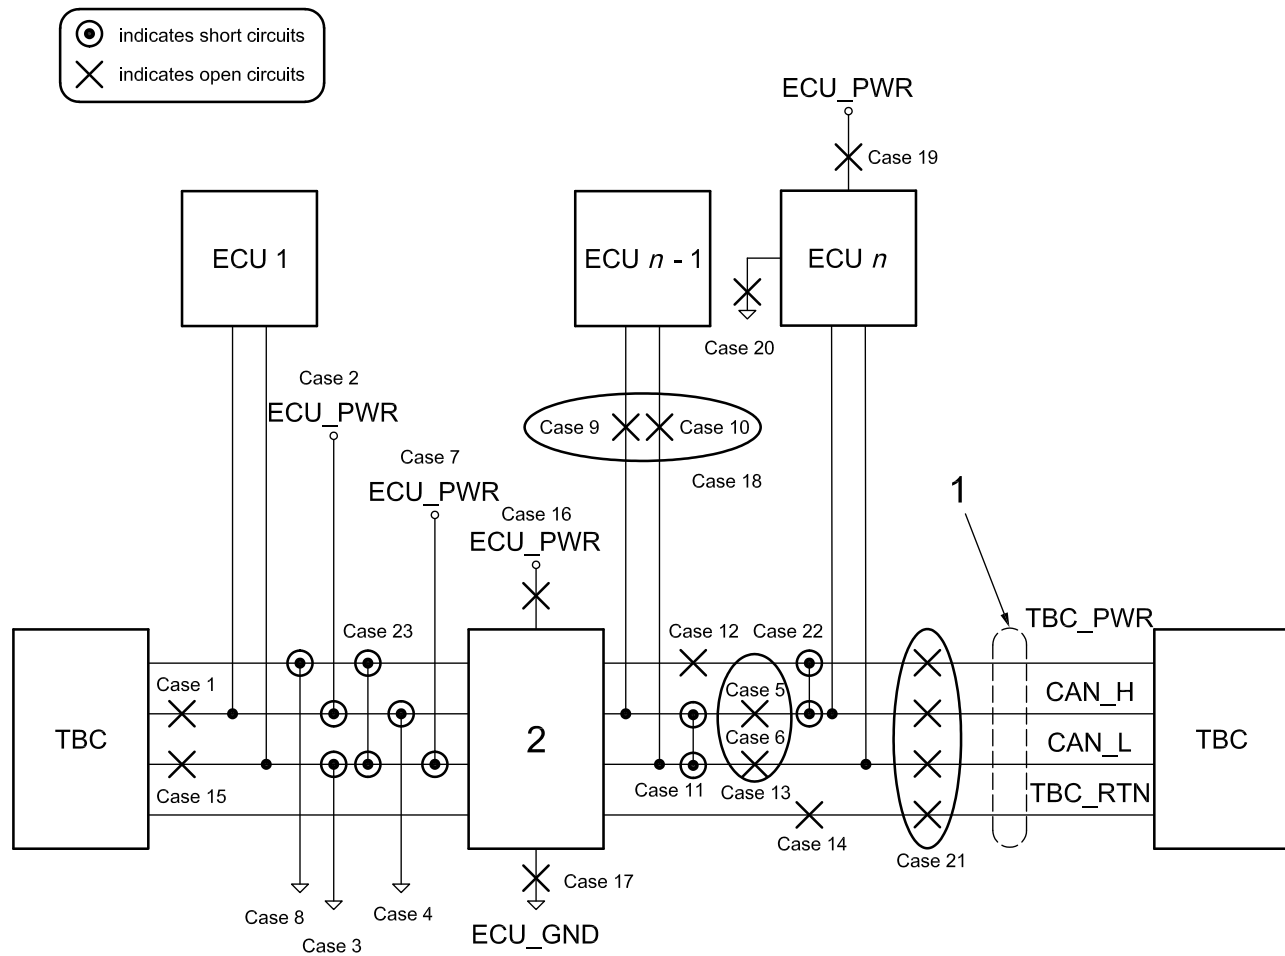 indicates short circuits
indicates open circuits
ECU_PWR
Case 19
ECU 1
ECU n - 1
ECU n
Case 20
Case 2
ECU_PWR
Case 9
Case 10
Case 18
Case 7
ECU_PWR
Case 16
ECU_PWR
1
Case 23
Case 12
Case 22
TBC_PWR
Case 1
Case 5
CAN_H
TBC
2
Case 6
CAN_L
TBC
Case 15
Case 11
Case 13
TBC_RTN
Case 14
Case 21
Case 17
Case 8
Case 4
Case 3
ECU_GND